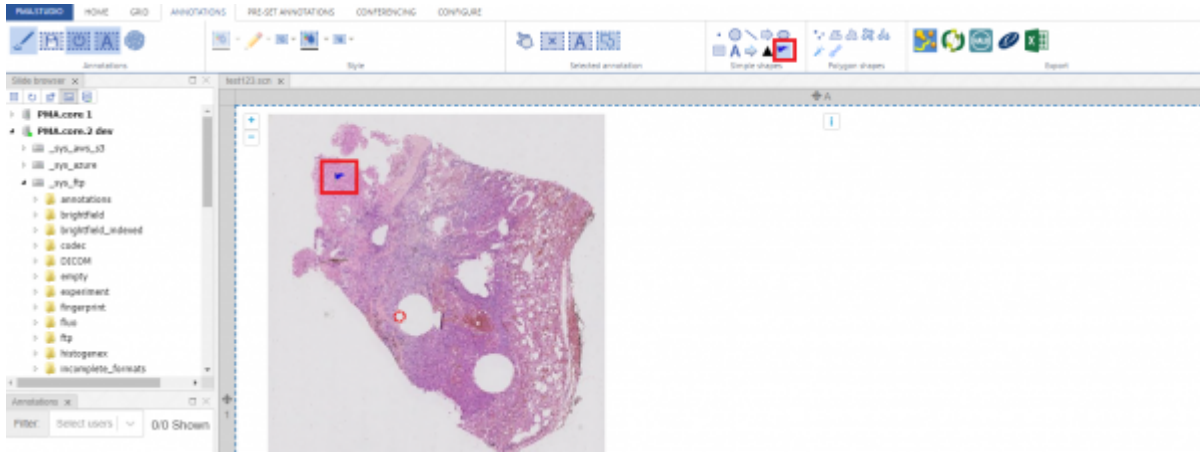 PMA.STUDIO HOME GRID ANNOTATIONS PRE-SET ANNOTATIONS CONFERENCING CONFIGURE
Annotations Style Selected annotation Simple shapes Polygon shapes Export
Slide browser x
test123.scn x
A
PMA.core 1
PMA.core.2 dev
_sys_aws_s3
_sys_azure
_sys_ftp
annotations
brightfield
brightfield_indexed
codec
DICOM
empty
experiment
fingerprint
fluo
ftp
histogenex
incomplete_formats
Annotations x
1
Filter: Select users 0/0 Shown